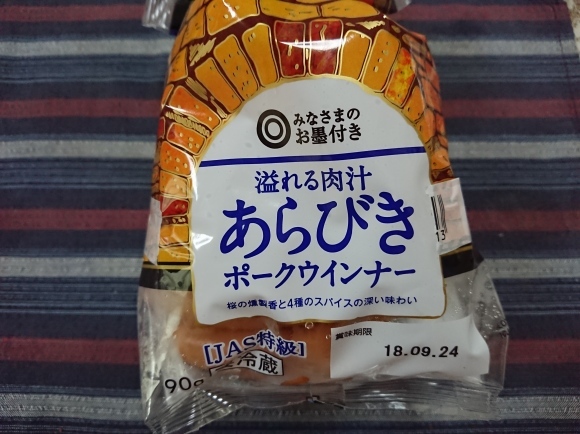 みなさまの
お墨付き
溢れる肉汁
あらびき
ポークウインナー
桜の燻製香と4種のスパイスの深い味わい
[JAS特級]
冷蔵
90g
賞味期限
18.09.24
13